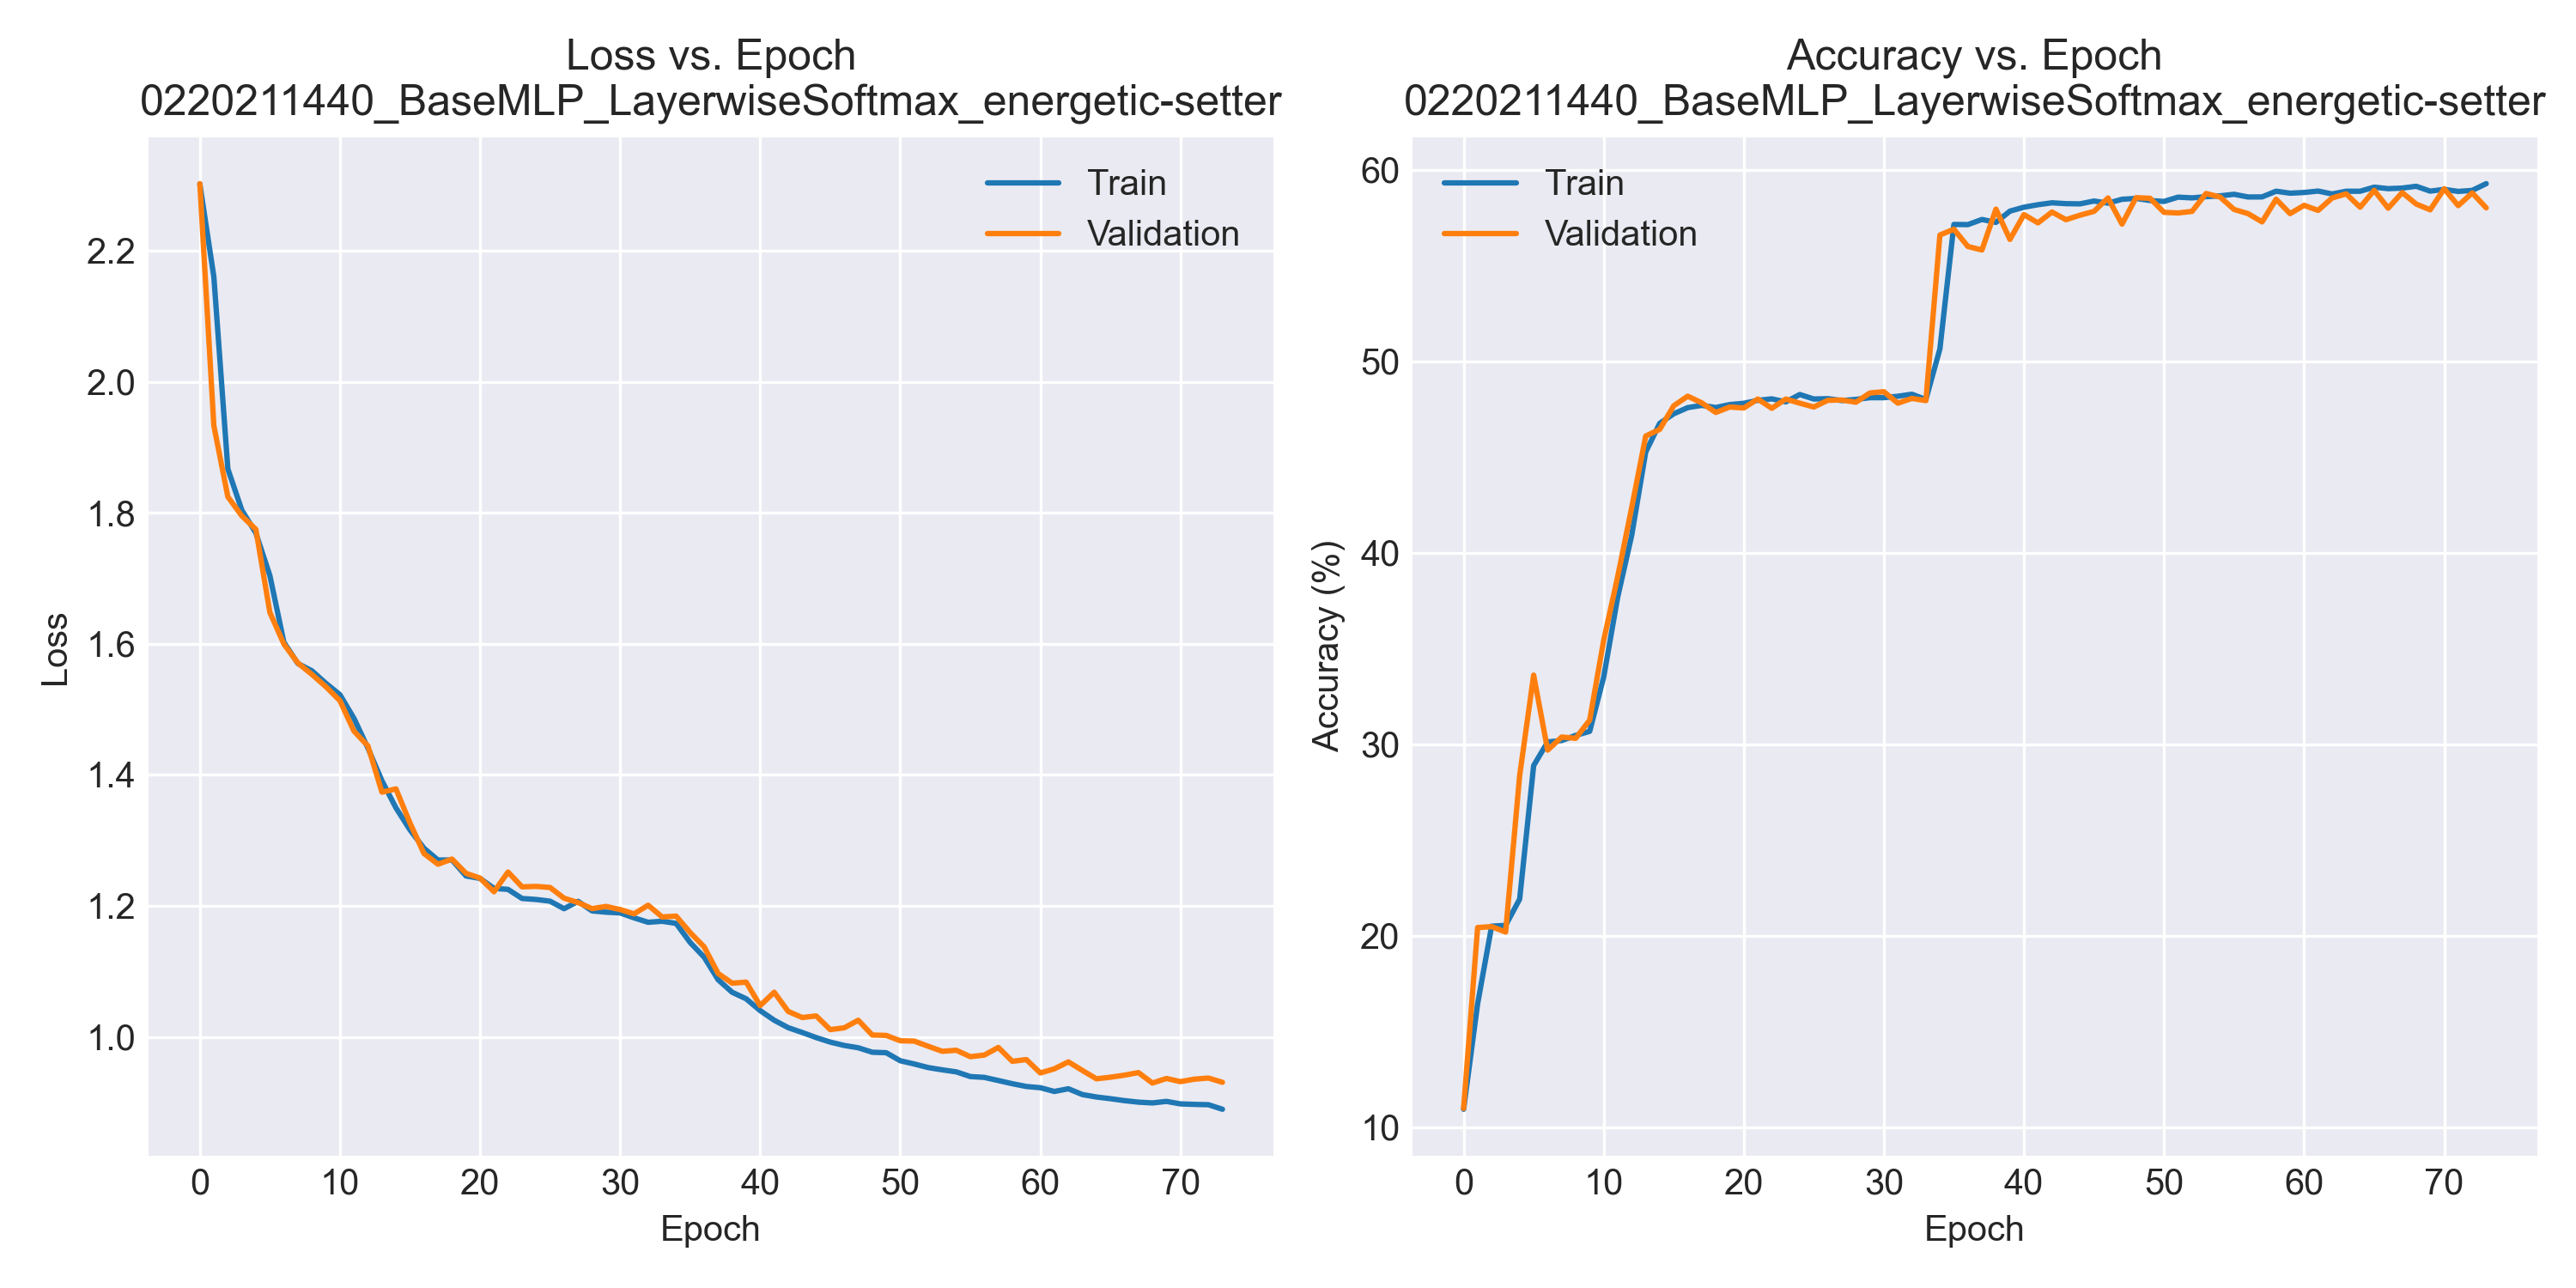 Loss vs. Epoch
0220211440_BaseMLP_LayerwiseSoftmax_energetic-setter
Train
Validation
2.2
2.0
1.8
1.6
1.4
1.2
1.0
Loss
0 10 20 30 40 50 60 70
Epoch
Accuracy vs. Epoch
0220211440_BaseMLP_LayerwiseSoftmax_energetic-setter
Train
Validation
60
50
40
30
20
10
Accuracy (%)
0 10 20 30 40 50 60 70
Epoch